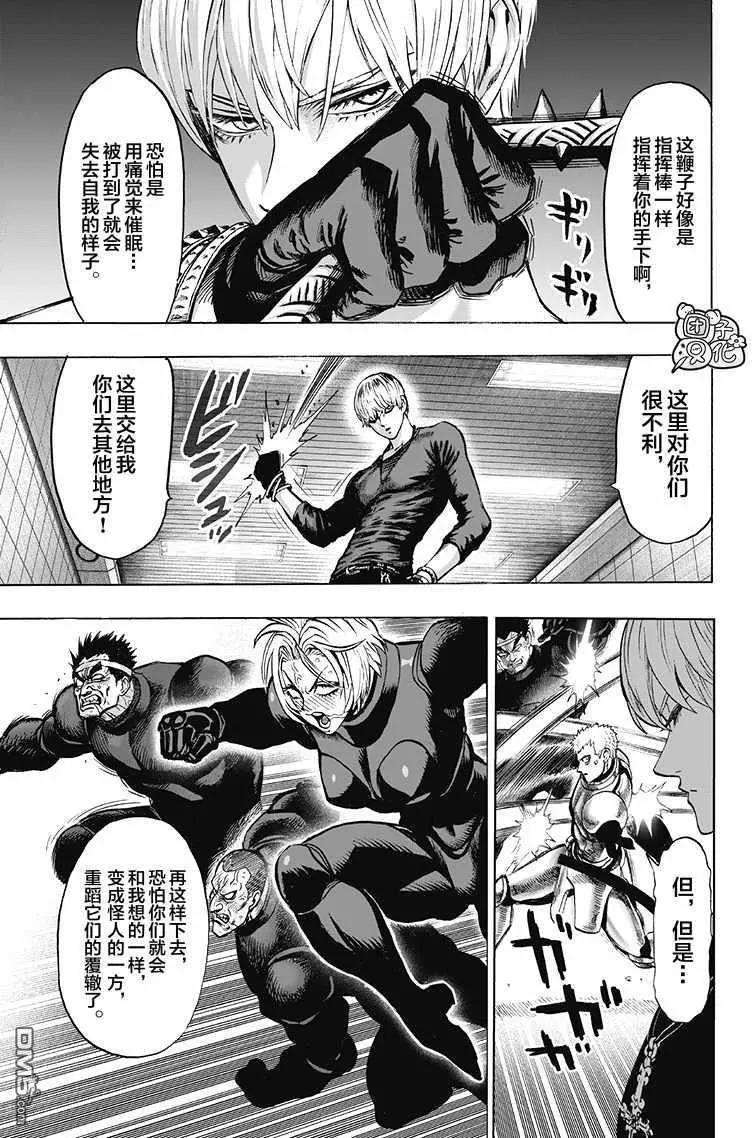 这鞭子好像是
指挥棒一样
指挥着你的手下啊，
ギリギリ
恐怕是
用痛觉来催眠…
被打到了就会
失去自我的样子。
团子
只化
这里对你们
很不利，
ビシュッ
这里交给我
你们去其他地方！
但，但是…
ガガガガ
再这样下去，
恐怕你们就会
和我想的一样，
变成怪人的一方，
重蹈它们的覆辙了。
DM5.com